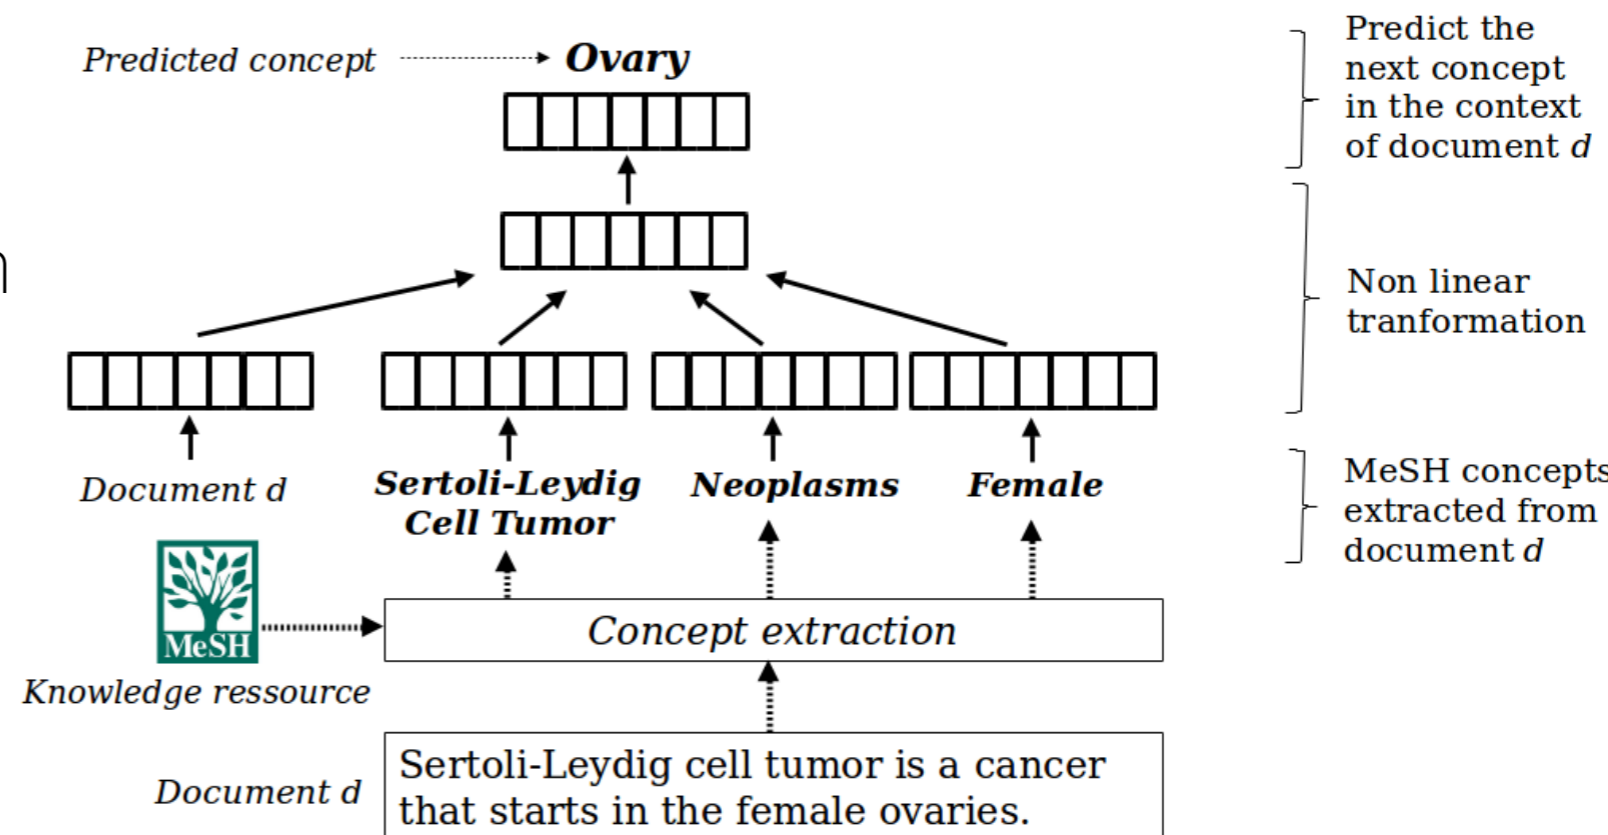 Predicted concept
Ovary
Predict the
next concept
in the context
of document d
Non linear
tranformation
Document d
Sertoli-Leydig
Cell Tumor
Neoplasms
Female
MeSH concepts
extracted from
document d
MeSH
Knowledge ressource
Concept extraction
Document d
Sertoli-Leydig cell tumor is a cancer
that starts in the female ovaries.